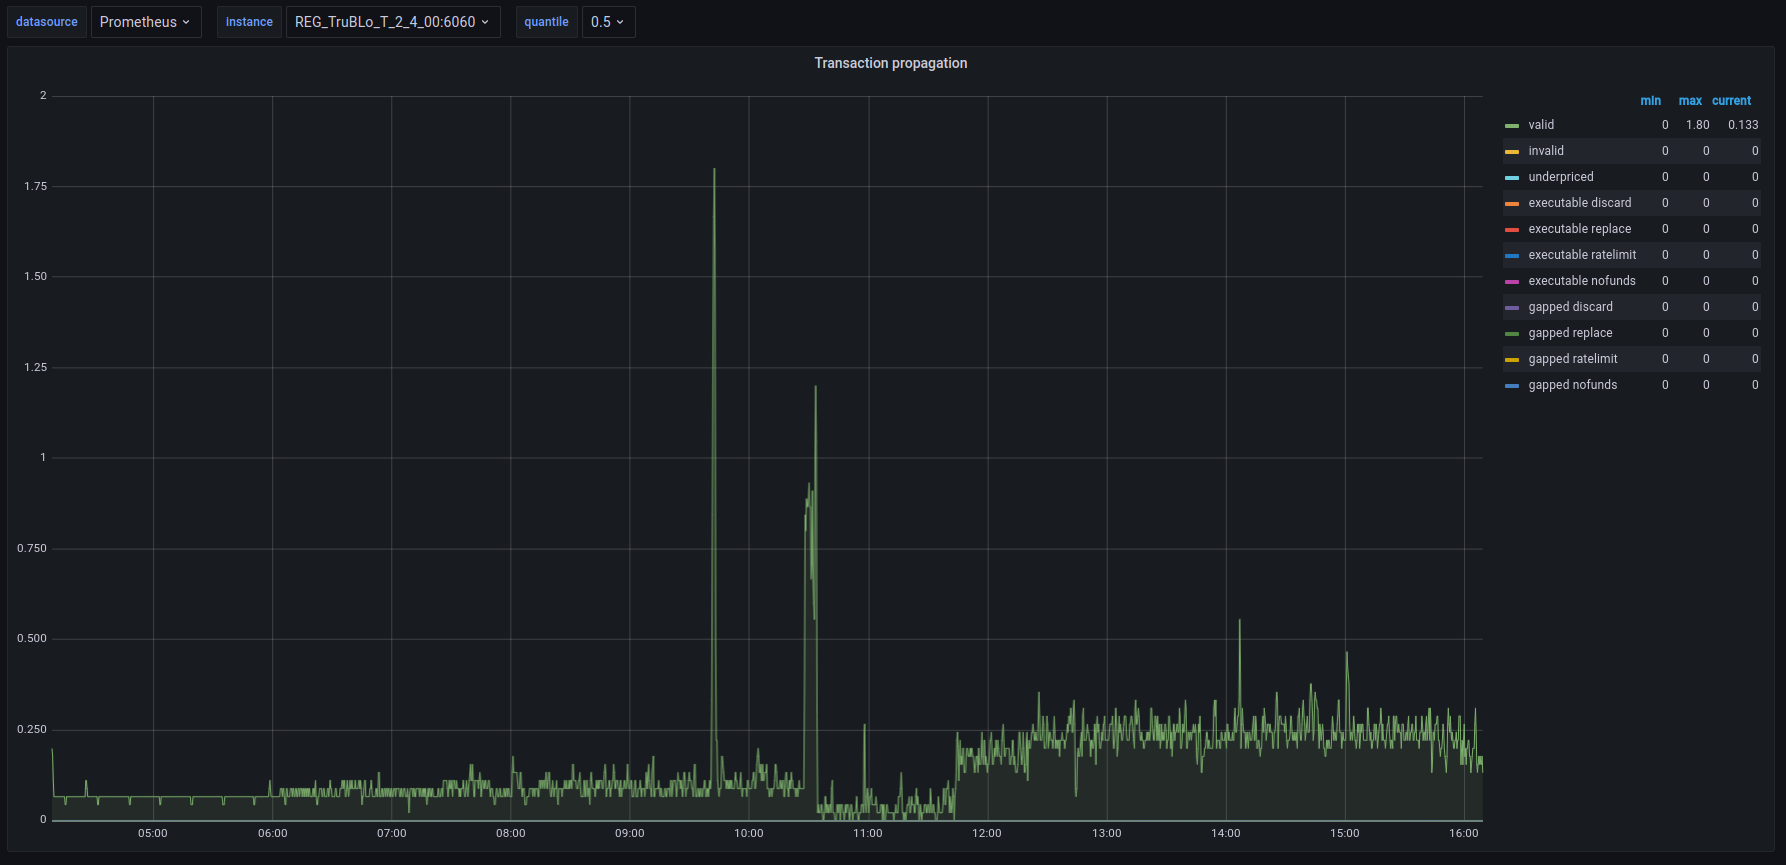 datasource Prometheus instance REG_TruBLo_T_2_4_00:6060 quantile 0.5
Transaction propagation
2
1.75
1.50
1.25
1
0.750
0.500
0.250
0
05:00 06:00 07:00 08:00 09:00 10:00 11:00 12:00 13:00 14:00 15:00 16:00
min max current
valid 0 1.80 0.133
invalid 0 0 0
underpriced 0 0 0
executable discard 0 0 0
executable replace 0 0 0
executable ratelimit 0 0 0
executable nofunds 0 0 0
gapped discard 0 0 0
gapped replace 0 0 0
gapped ratelimit 0 0 0
gapped nofunds 0 0 0